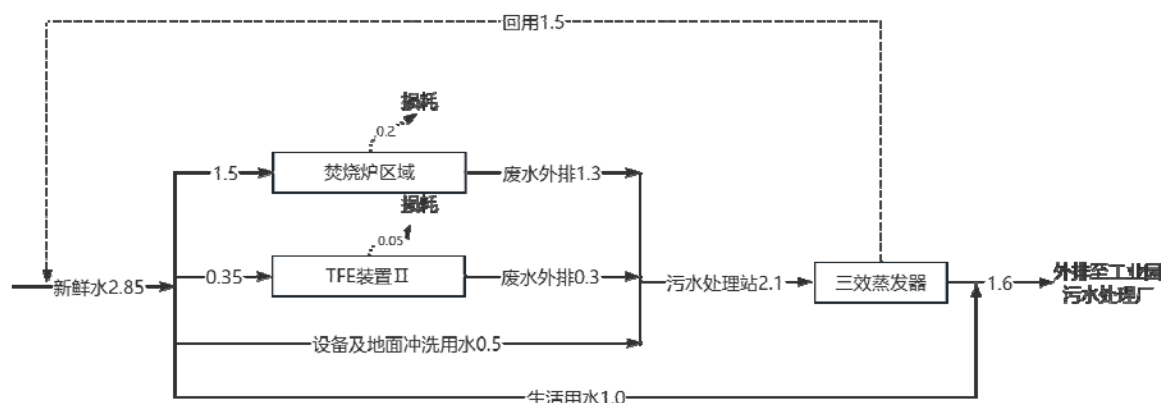 回用1.5
损耗
0.2
1.5
焚烧炉区域
废水外排1.3
损耗
0.05
新鲜水2.85
0.35
TFE装置Ⅱ
废水外排0.3
污水处理站2.1
三效蒸发器
1.6
外排至工业园
污水处理厂
设备及地面冲洗用水0.5
生活用水1.0